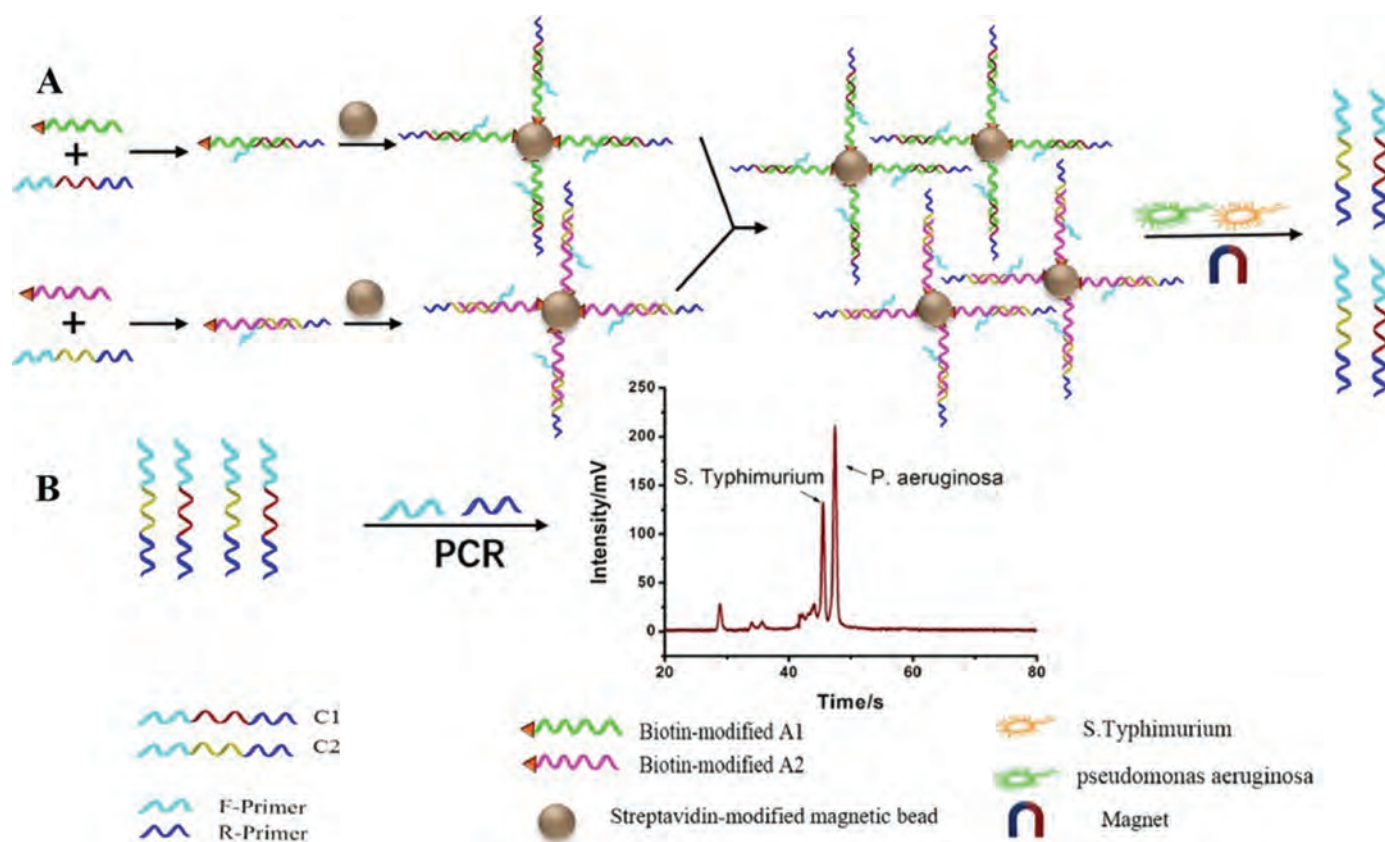 A
+
+
B
PCR
250
200
150
100
50
0
Intensity/mV
S. Typhimurium
P. aeruginosa
20
40
60
80
Time/s
C1
C2
F-Primer
R-Primer
Biotin-modified A1
Biotin-modified A2
Streptavidin-modified magnetic bead
S.Typhimurium
pseudomonas aeruginosa
Magnet